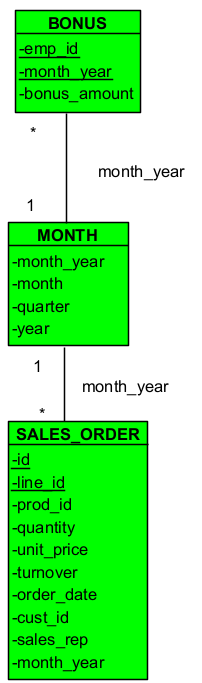 BONUS
-emp_id
-month_year
-bonus_amount
*
month_year
1
MONTH
-month_year
-month
-quarter
-year
1
month_year
*
SALES_ORDER
-id
-line_id
-prod_id
-quantity
-unit_price
-turnover
-order_date
-cust_id
-sales_rep
-month_year